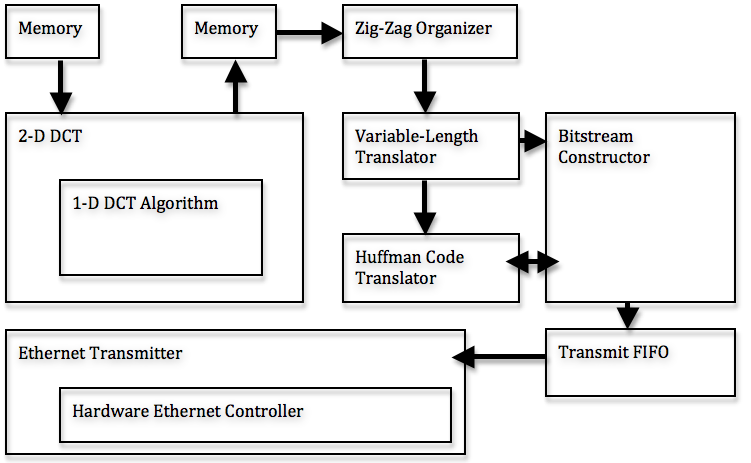 Memory
Memory
Zig-Zag Organizer
2-D DCT
1-D DCT Algorithm
Variable-Length
Translator
Bitstream
Constructor
Huffman Code
Translator
Ethernet Transmitter
Hardware Ethernet Controller
Transmit FIFO